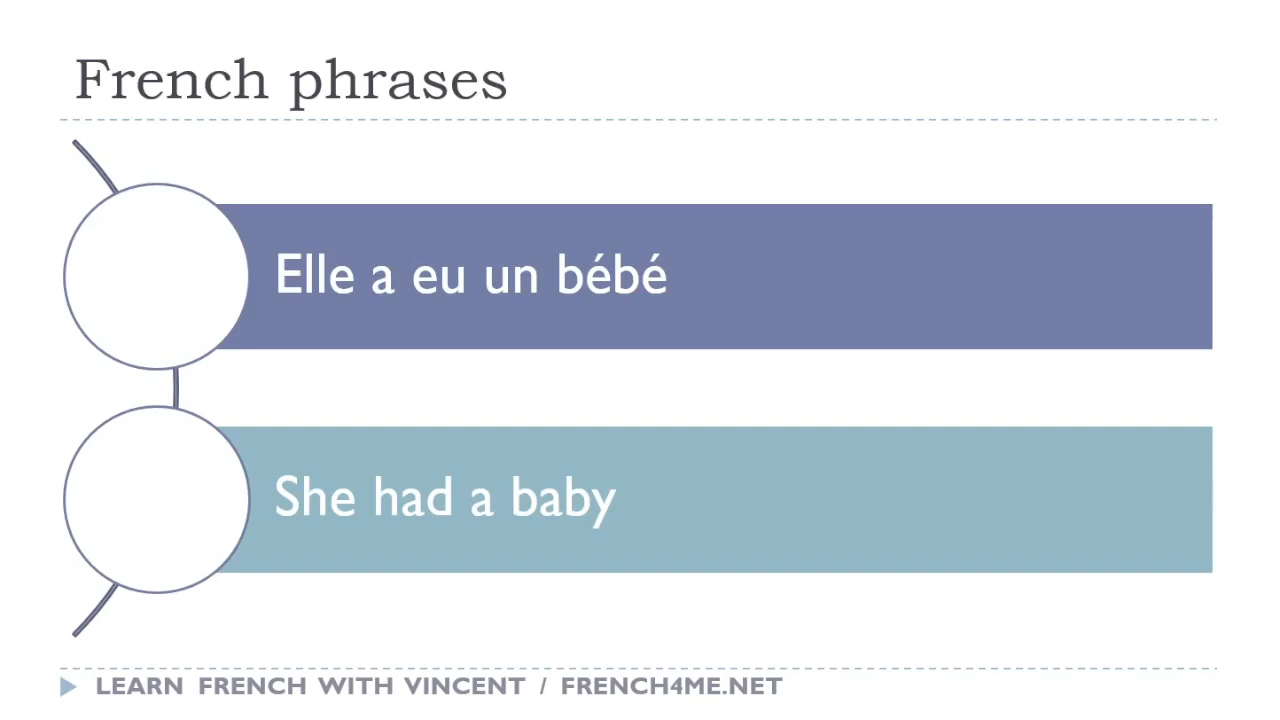 French phrases
Elle a eu un bébé
She had a baby
LEARN FRENCH WITH VINCENT / FRENCH4ME.NET